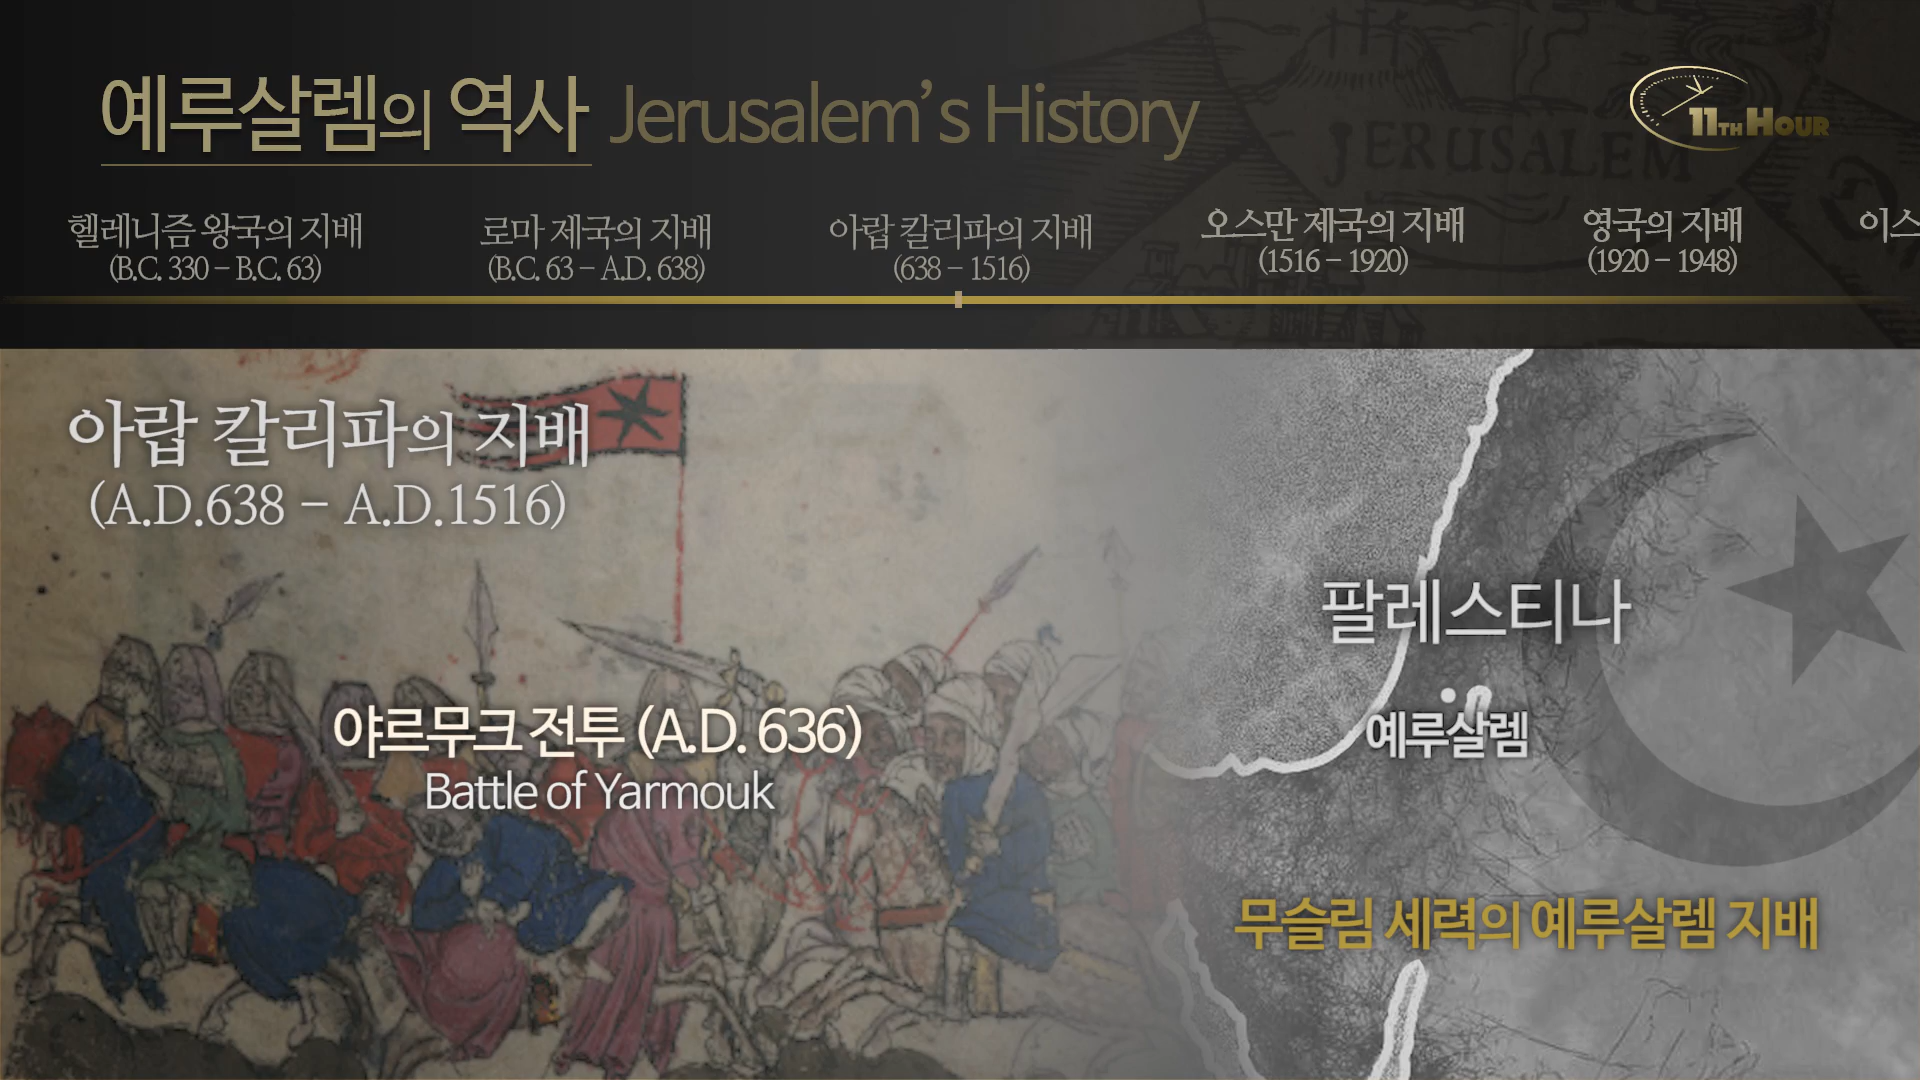 예루살렘의 역사 Jerusalem's History
11TH HOUR
JERUSALEM
헬레니즘 왕국의 지배
(B.C. 330 – B.C. 63)
로마 제국의 지배
(B.C. 63 – A.D. 638)
아랍 칼리파의 지배
(638 – 1516)
오스만 제국의 지배
(1516 – 1920)
영국의 지배
(1920 – 1948)
이스
아랍 칼리파의 지배
(A.D.638 – A.D.1516)
야르무크 전투 (A.D. 636)
Battle of Yarmouk
팔레스티나
예루살렘
무슬림 세력의 예루살렘 지배